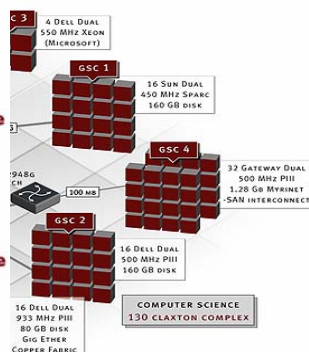 C 3
4 DELL DUAL
550 MHZ XEON
(MICROSOFT)
GSC 1
16 SUN DUAL
450 MHZ SPARC
160 GB DISK
GSC 4
32 GATEWAY DUAL
500 MHZ PIII
1.28 GB MYRINET
-SAN INTERCONNECT
2948G
CH
100 MB
GSC 2
16 DELL DUAL
500 MHZ PIII
160 GB DISK
16 DELL DUAL
933 MHZ PIII
80 GB DISK
GIG ETHER
COPPER FABRIC
COMPUTER SCIENCE
130 CLAXTON COMPLEX